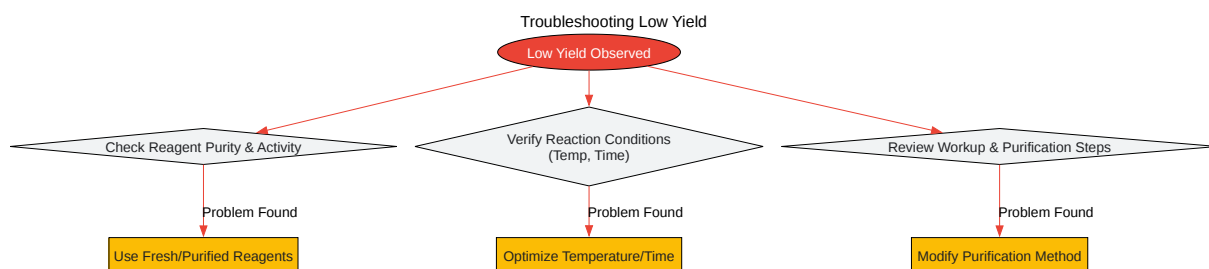 Troubleshooting Low Yield
Low Yield Observed
Check Reagent Purity & Activity
Verify Reaction Conditions
(Temp, Time)
Review Workup & Purification Steps
Problem Found
Problem Found
Problem Found
Use Fresh/Purified Reagents
Optimize Temperature/Time
Modify Purification Method